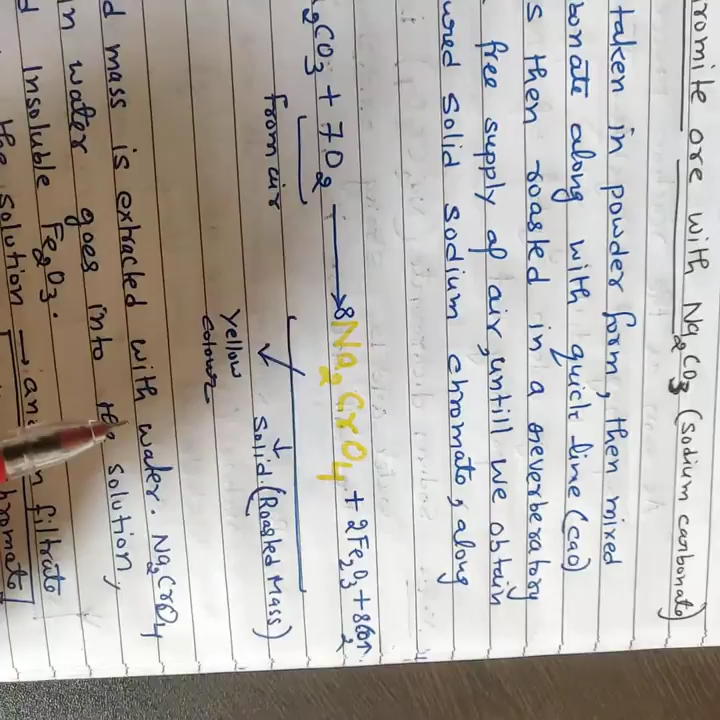 romite ore with Na2CO3 (sodium carbonate)
taken in powder form, then mixed
bonate along with quick lime (cao)
s then roasted in a reverberatory
free supply of air, untill we obtain
oured solid sodium chromate, along
2CO3 + 7O2 → 8Na2CrO4 + 2Fe2O3 + 8CO2↑.
from air
Solid. (Roasted Mass)
Yellow
colour
d mass is extracted with water. Na2CrO4
in water goes into the solution,
d Insoluble Fe2O3.
the solution → filtrate
hromate